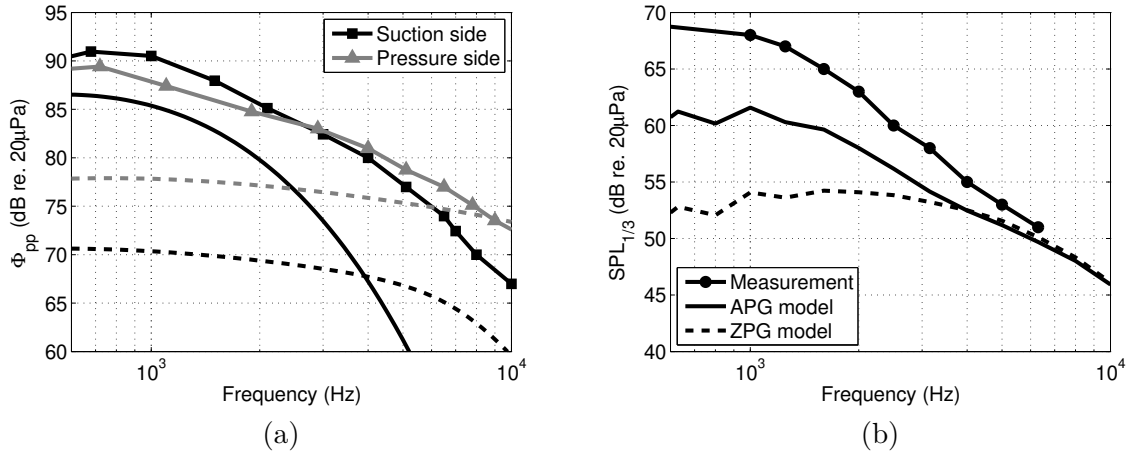 95
90
85
80
75
70
65
60
10³
10⁴
Φpp (dB re. 20µPa)
Frequency (Hz)
Suction side
Pressure side
(a)
70
65
60
55
50
45
40
10³
10⁴
SPL1/3 (dB re. 20µPa)
Frequency (Hz)
Measurement
APG model
ZPG model
(b)